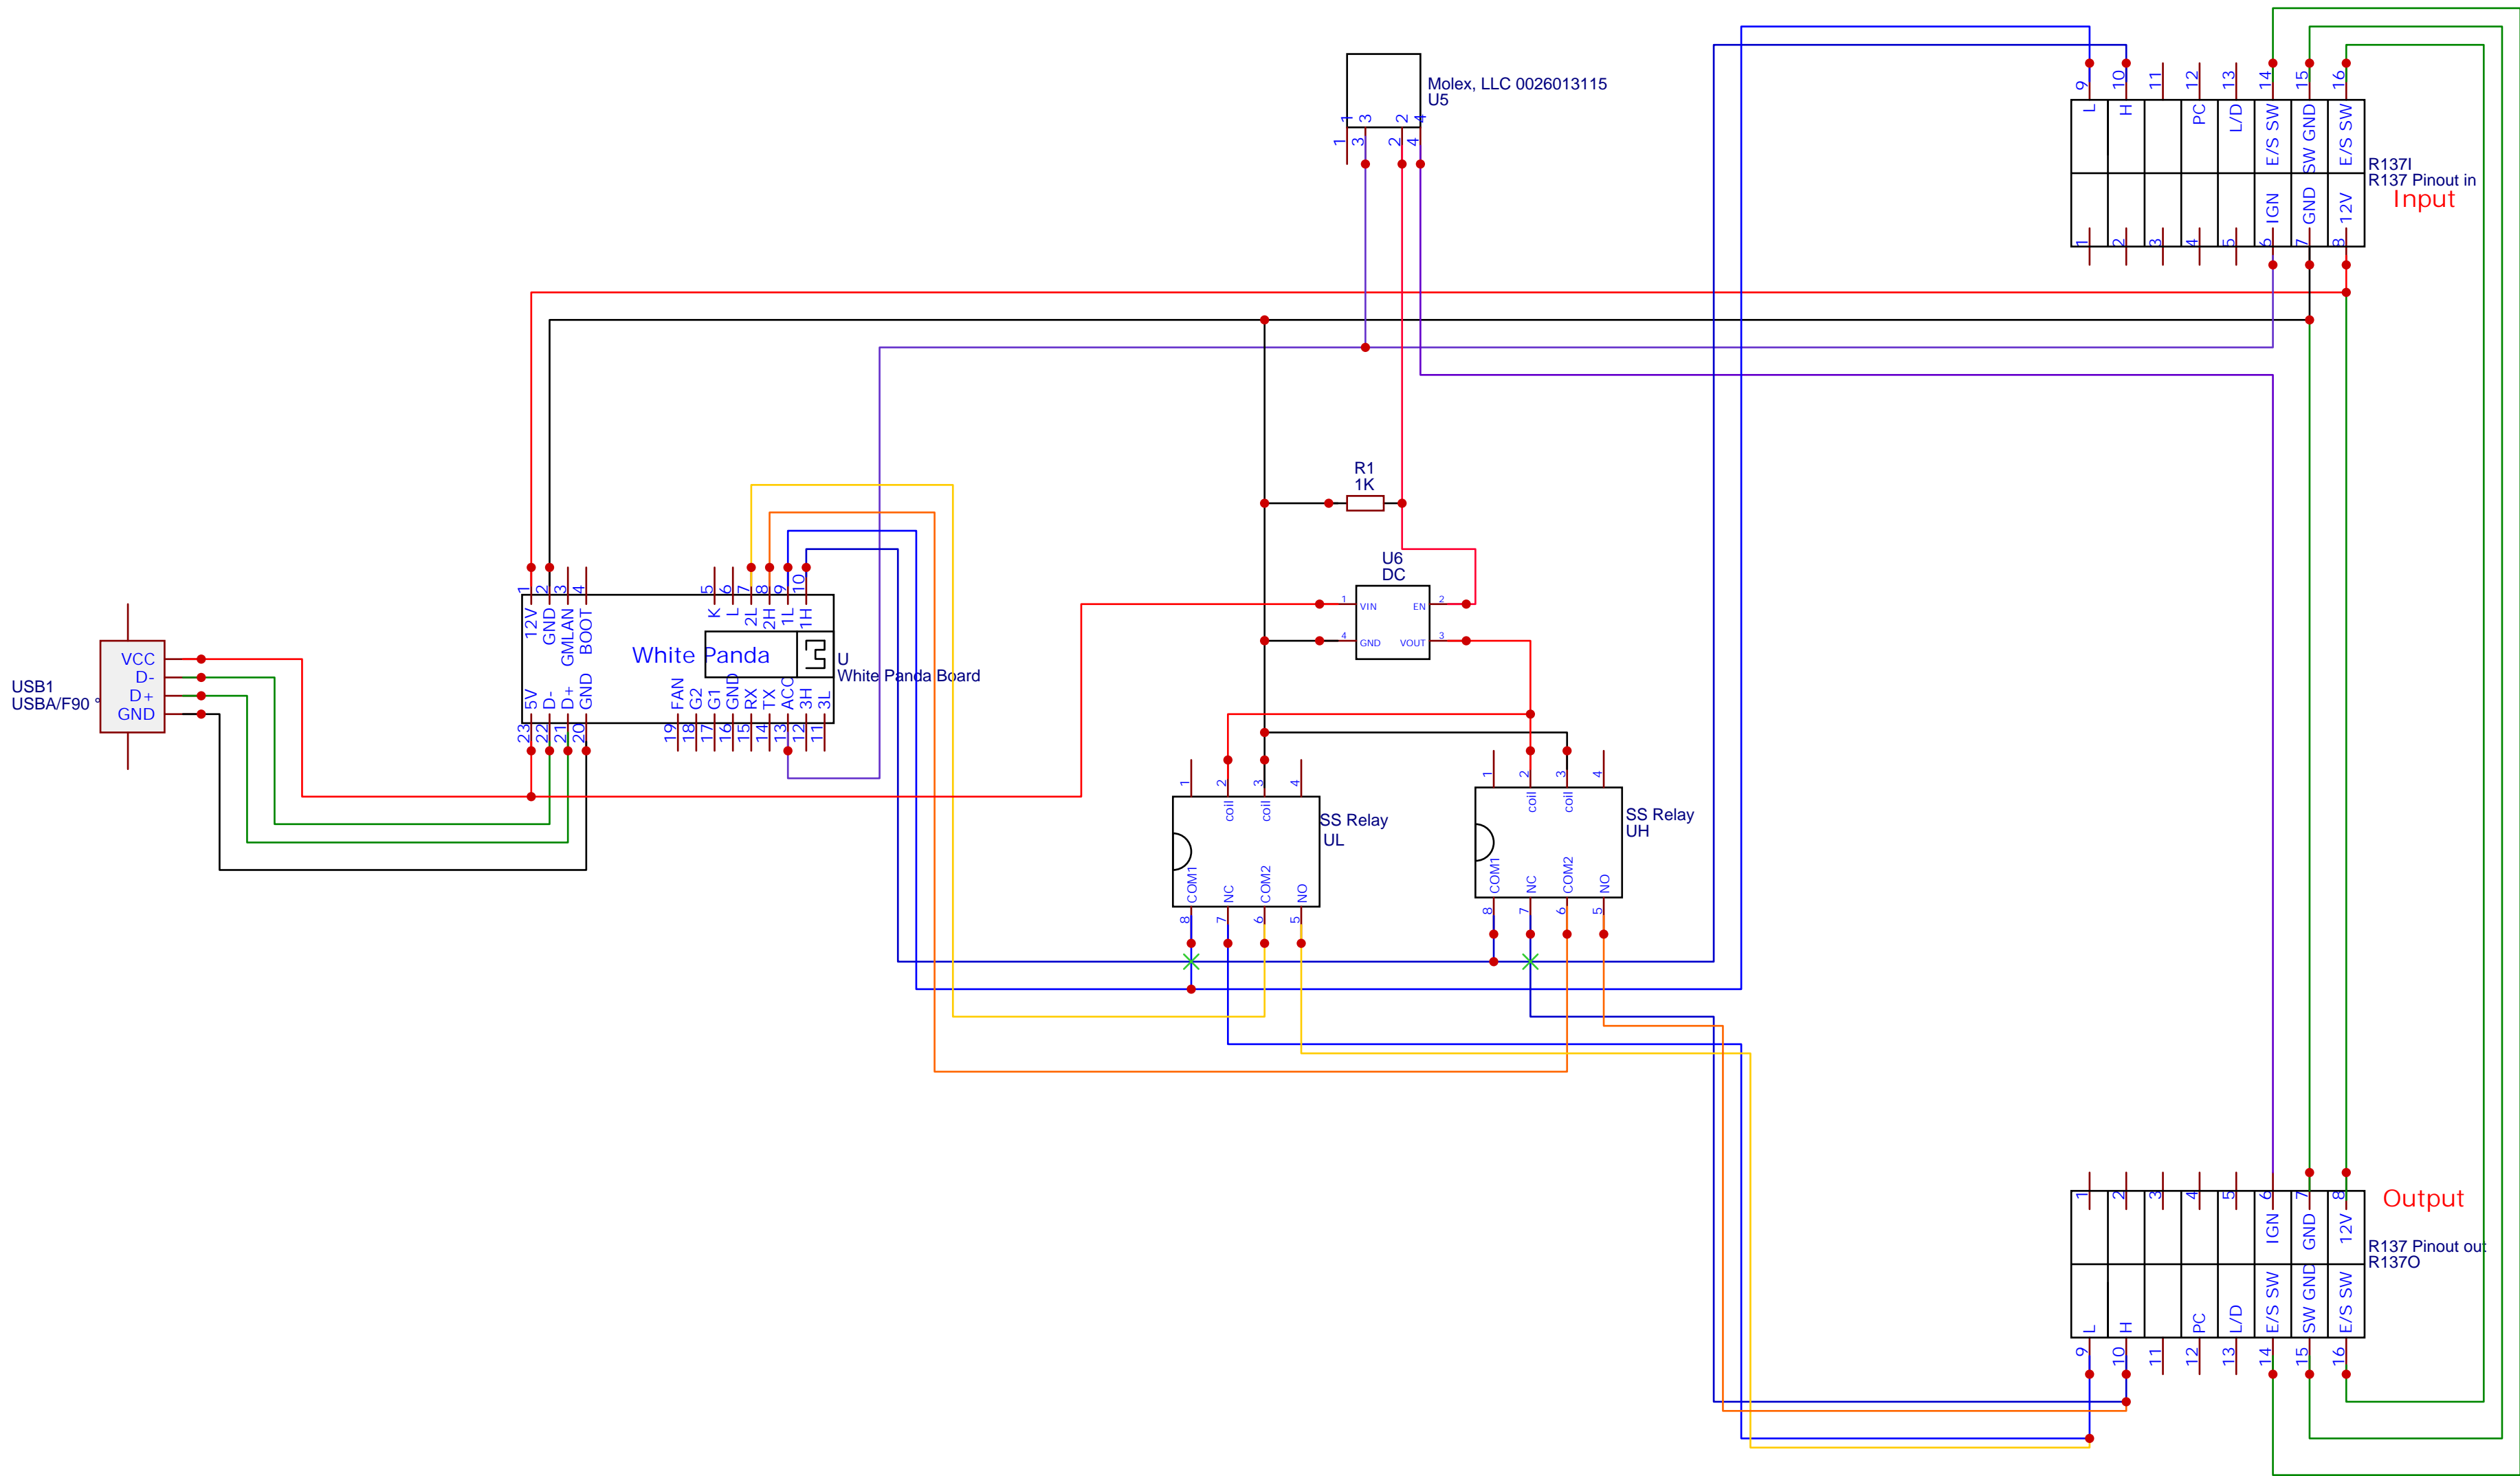 Molex, LLC 0026013115
U5
1
3
2
4
1
3
2
4
9
10
11
12
13
14
15
16
L
H
PC
L/D
E/S SW
SW GND
E/S SW
R137I
R137 Pinout in
Input
IGN
GND
12V
1
2
3
4
5
6
7
8
R1
1K
U6
DC
1
VIN
EN
2
4
GND
VOUT
3
1
2
3
4
5
6
7
8
9
10
12V
GND
GMLAN
BOOT
K
L
2L
2H
1L
1H
White Panda
U
White Panda Board
5V
D-
D+
GND
FAN
G2
G1
GND
RX
TX
ACC
3H
3L
23
22
21
20
19
18
17
16
15
14
13
12
11
VCC
D-
D+
GND
USB1
USBA/F90 °
1
2
3
4
coil
coil
SS Relay
UL
COM1
NC
COM2
NO
8
7
6
5
1
2
3
4
coil
coil
SS Relay
UH
COM1
NC
COM2
NO
8
7
6
5
1
2
3
4
5
6
7
8
Output
IGN
GND
12V
R137 Pinout out
R137O
L
H
PC
L/D
E/S SW
SW GND
E/S SW
9
10
11
12
13
14
15
16